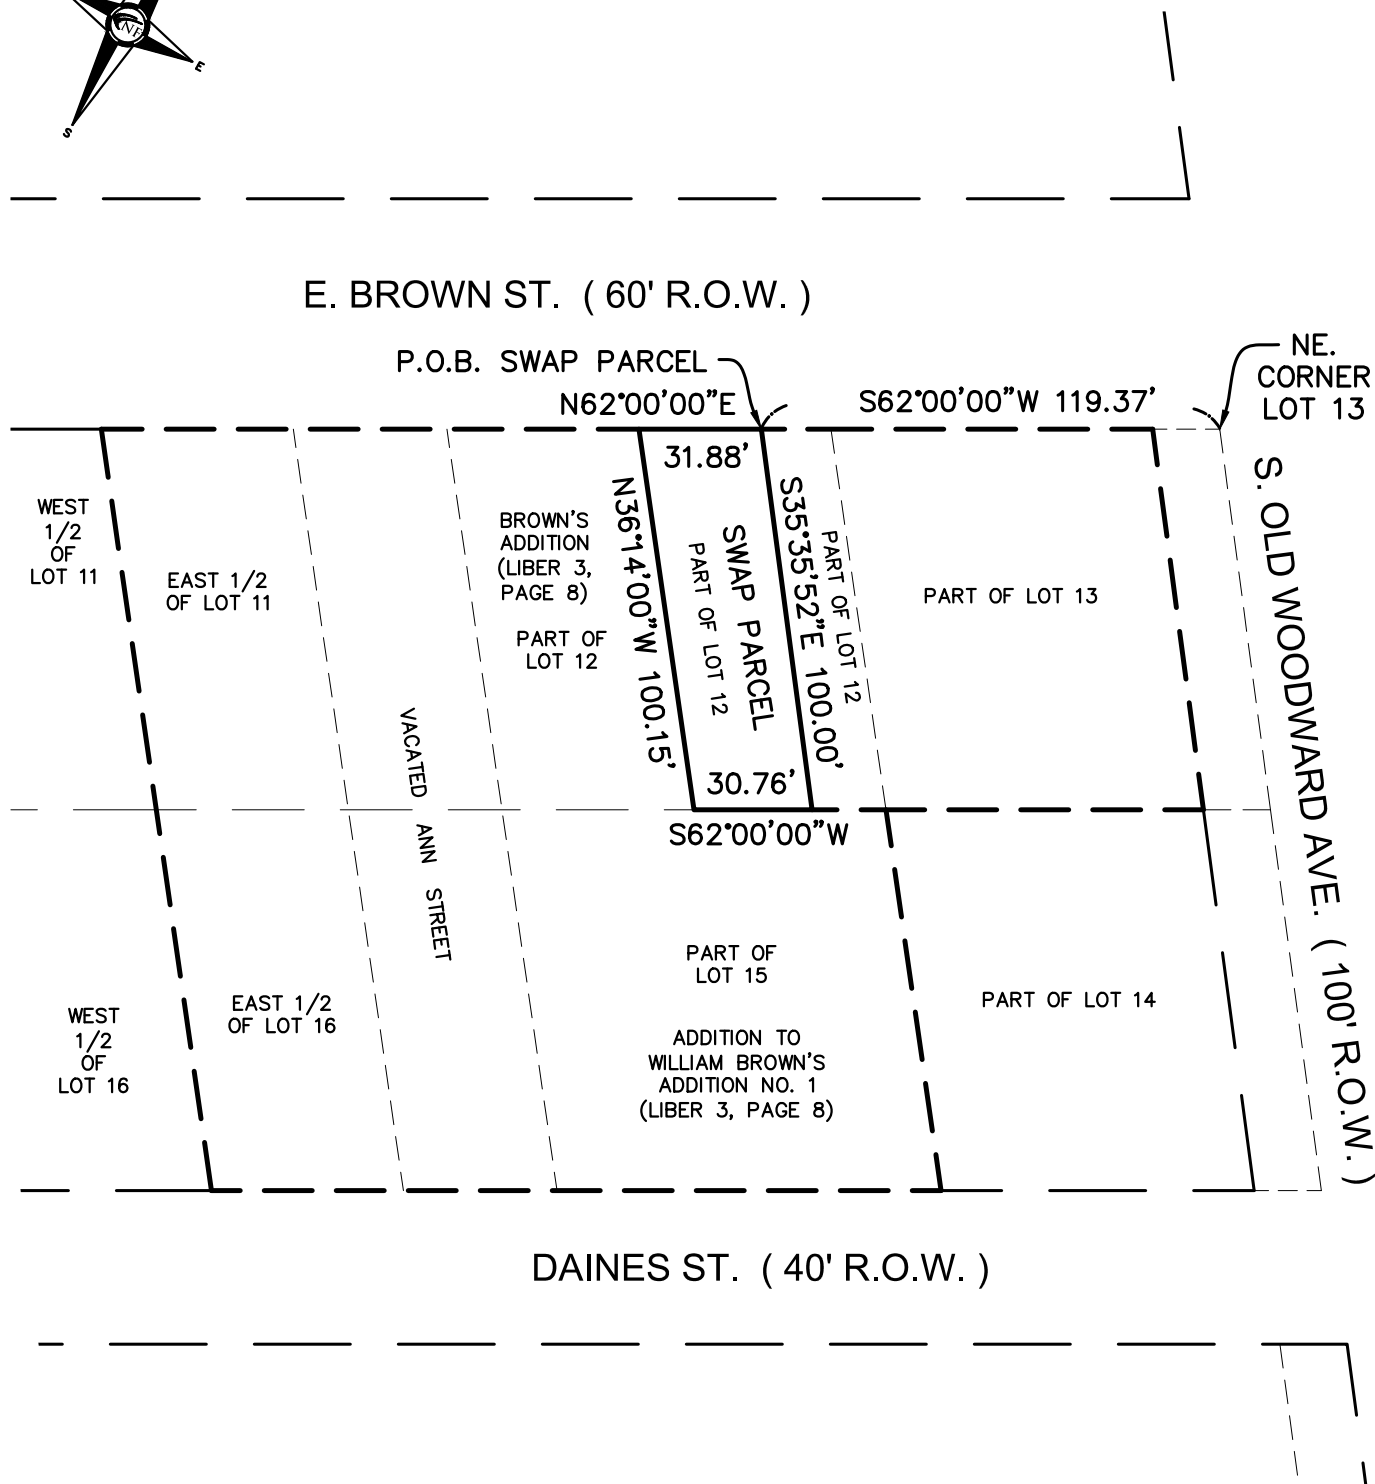 NF
E
S
E. BROWN ST. ( 60' R.O.W. )
P.O.B. SWAP PARCEL
N62°00'00"E
S62°00'00"W 119.37'
NE.
CORNER
LOT 13
31.88'
WEST
1/2
OF
LOT 11
EAST 1/2
OF LOT 11
BROWN'S
ADDITION
(LIBER 3,
PAGE 8)
PART OF
LOT 12
N36°14'00"W 100.15'
PART OF LOT 12
SWAP PARCEL
S35°35'52"E 100.00'
PART OF LOT 12
PART OF LOT 13
S. OLD WOODWARD AVE. ( 100' R.O.W. )
VACATED ANN STREET
30.76'
S62°00'00"W
WEST
1/2
OF
LOT 16
EAST 1/2
OF LOT 16
PART OF
LOT 15
ADDITION TO
WILLIAM BROWN'S
ADDITION NO. 1
(LIBER 3, PAGE 8)
PART OF LOT 14
DAINES ST. ( 40' R.O.W. )